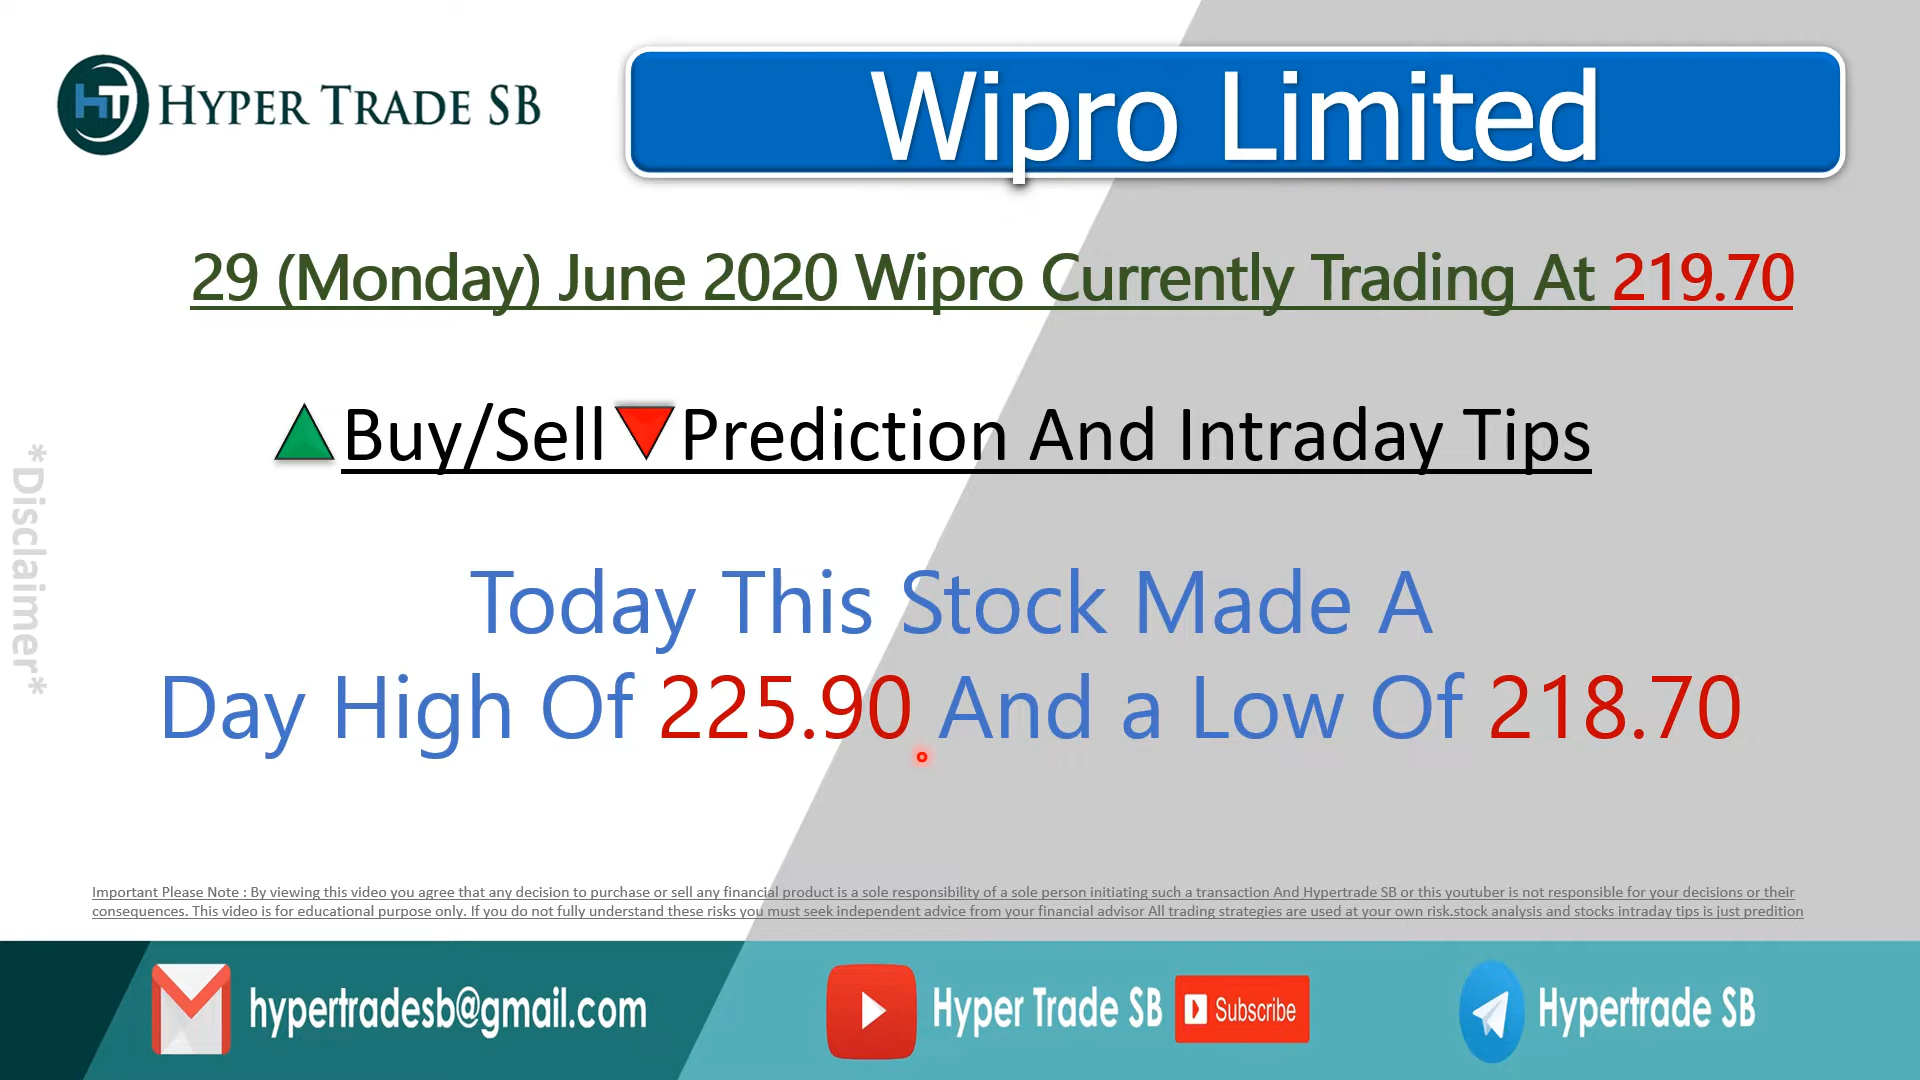 HT HYPER TRADE SB
Wipro Limited
29 (Monday) June 2020 Wipro Currently Trading At 219.70
Buy/Sell Prediction And Intraday Tips
*Disclaimer*
Today This Stock Made A
Day High Of 225.90 And a Low Of 218.70
Important Please Note : By viewing this video you agree that any decision to purchase or sell any financial product is a sole responsibility of a sole person initiating such a transaction And Hypertrade SB or this youtuber is not responsible for your decisions or their
consequences. This video is for educational purpose only. If you do not fully understand these risks you must seek independent advice from your financial advisor All trading strategies are used at your own risk.stock analysis and stocks intraday tips is just predition
hypertradesb@gmail.com Hyper Trade SB Subscribe Hypertrade SB